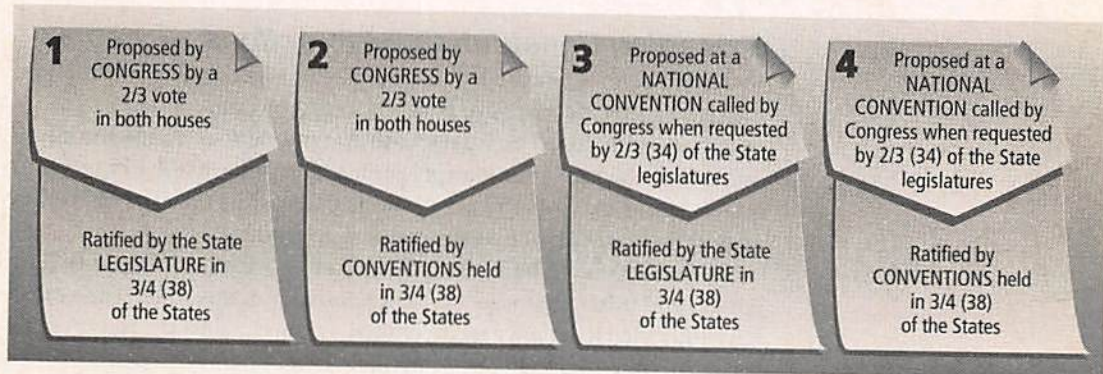 1
Proposed by
CONGRESS by a
2/3 vote
in both houses
Ratified by the State
LEGISLATURE in
3/4 (38)
of the States
2
Proposed by
CONGRESS by a
2/3 vote
in both houses
Ratified by
CONVENTIONS held
in 3/4 (38)
of the States
3
Proposed at a
NATIONAL
CONVENTION called by
Congress when requested
by 2/3 (34) of the State
legislatures
Ratified by the State
LEGISLATURE in
3/4 (38)
of the States
4
Proposed at a
NATIONAL
CONVENTION called by
Congress when requested
by 2/3 (34) of the State
legislatures
Ratified by
CONVENTIONS held
in 3/4 (38)
of the States